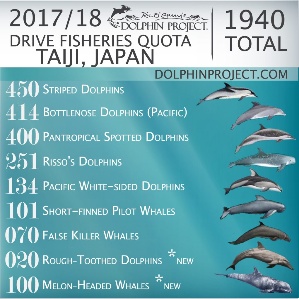 2017/18
Ric O'Barry's
DOLPHIN PROJECT
1940
DRIVE FISHERIES QUOTA
TOTAL
TAIJI, JAPAN
DOLPHINPROJECT.COM
450 STRIPED DOLPHINS
414 BOTTLENOSE DOLPHINS (PACIFIC)
400 PANTROPICAL SPOTTED DOLPHINS
251 RISSO'S DOLPHINS
134 PACIFIC WHITE-SIDED DOLPHINS
101 SHORT-FINNED PILOT WHALES
070 FALSE KILLER WHALES
020 ROUGH-TOOTHED DOLPHINS *NEW
100 MELON-HEADED WHALES *NEW